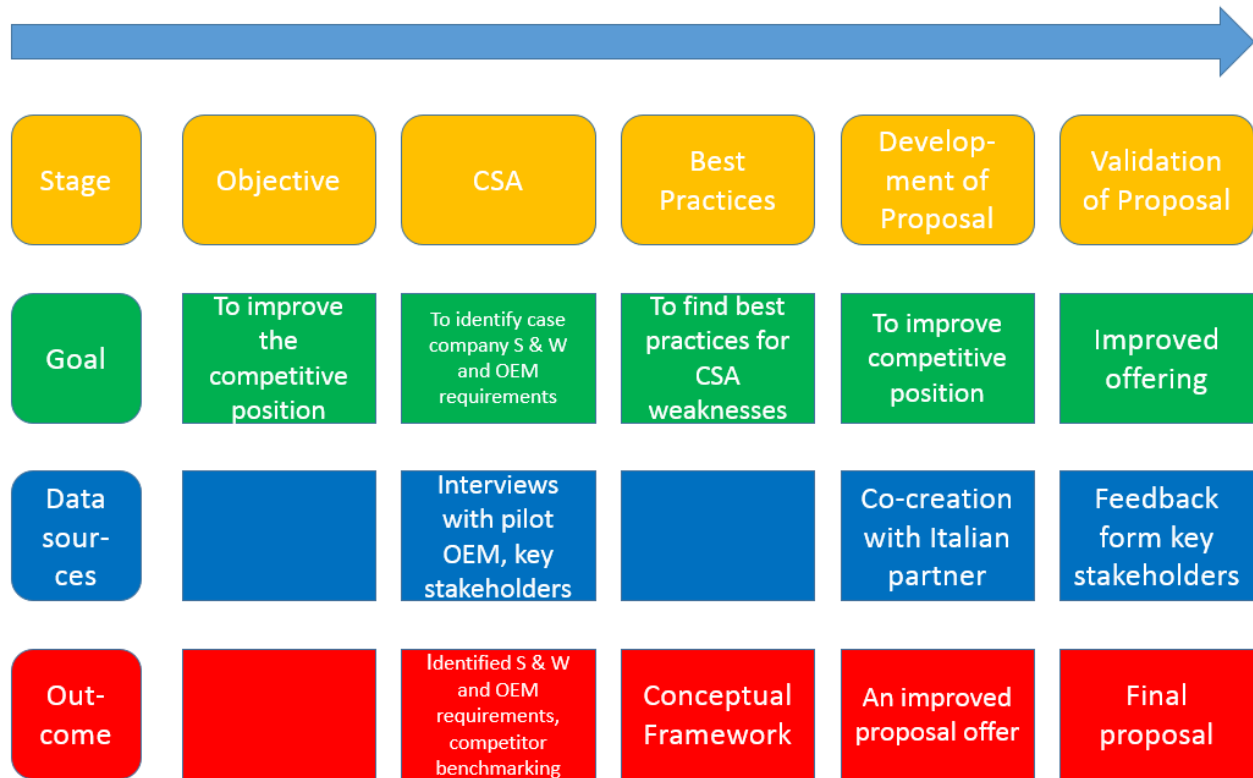 Stage
Objective
CSA
Best
Practices
Develop-
ment of
Proposal
Validation
of Proposal
Goal
To improve
the
competitive
position
To identify case
company S & W
and OEM
requirements
To find best
practices for
CSA
weaknesses
To improve
competitive
position
Improved
offering
Data
sour-
ces
Interviews
with pilot
OEM, key
stakeholders
Co-creation
with Italian
partner
Feedback
form key
stakeholders
Out-
come
Identified S & W
and OEM
requirements,
competitor
benchmarking
Conceptual
Framework
An improved
proposal offer
Final
proposal